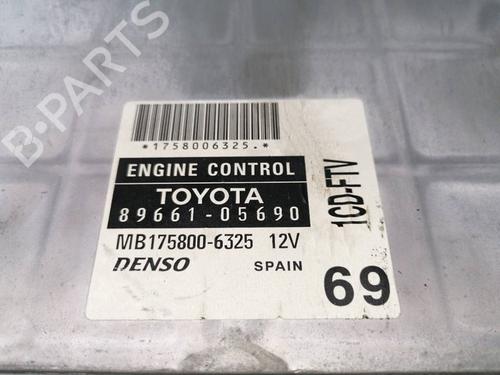 B-PARTS
*1758006325.*
ENGINE CONTROL
TOYOTA
89661-05690
MB175800-6325 12V
DENSO SPAIN
69
1CD-FTV